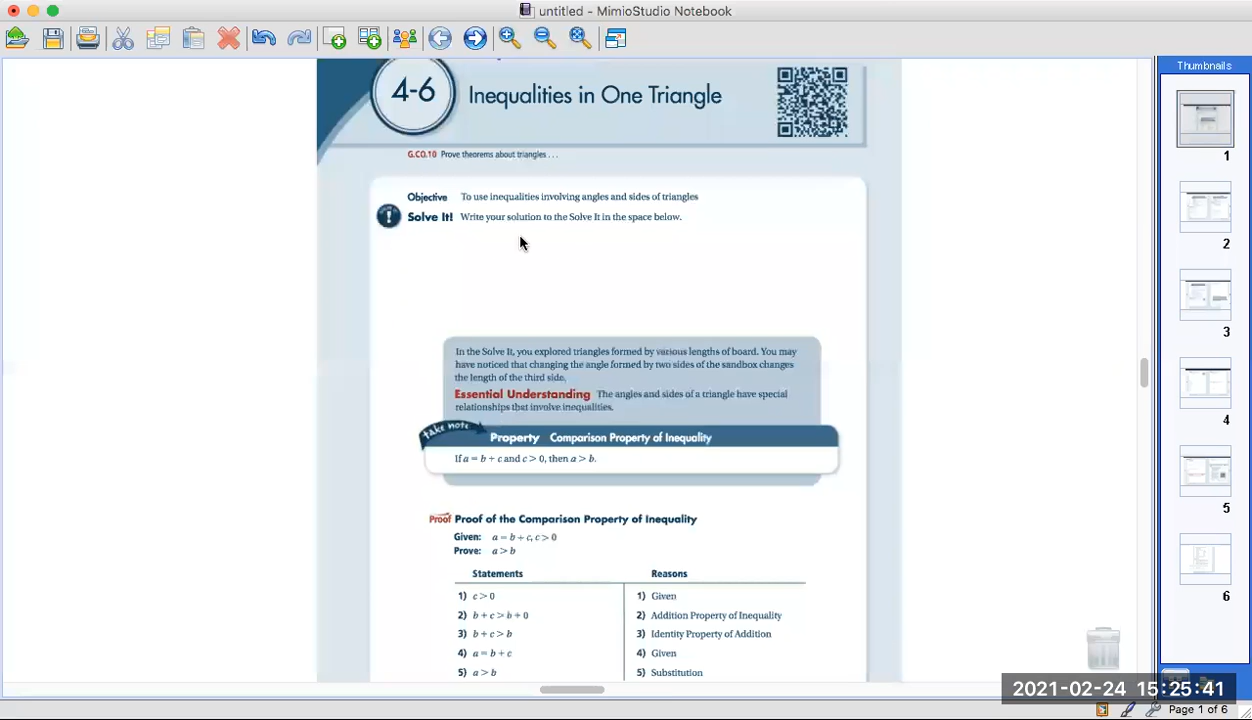 untitled - MimioStudio Notebook
Thumbnails
4-6
Inequalities in One Triangle
G.CO.10 Prove theorems about triangles . . .
Objective To use inequalities involving angles and sides of triangles
Solve It! Write your solution to the Solve It in the space below.
In the Solve It, you explored triangles formed by various lengths of board. You may
have noticed that changing the angle formed by two sides of the sandbox changes
the length of the third side.
Essential Understanding The angles and sides of a triangle have special
relationships that involve inequalities.
take note
Property Comparison Property of Inequality
If a = b + c and c > 0, then a > b.
Proof Proof of the Comparison Property of Inequality
Given: a = b + c, c > 0
Prove: a > b
Statements Reasons
1) c > 0 1) Given
2) b + c > b + 0 2) Addition Property of Inequality
3) b + c > b 3) Identity Property of Addition
4) a = b + c 4) Given
5) a > b 5) Substitution
1
2
3
4
5
6
2021-02-24 15:25:41
Page 1 of 6